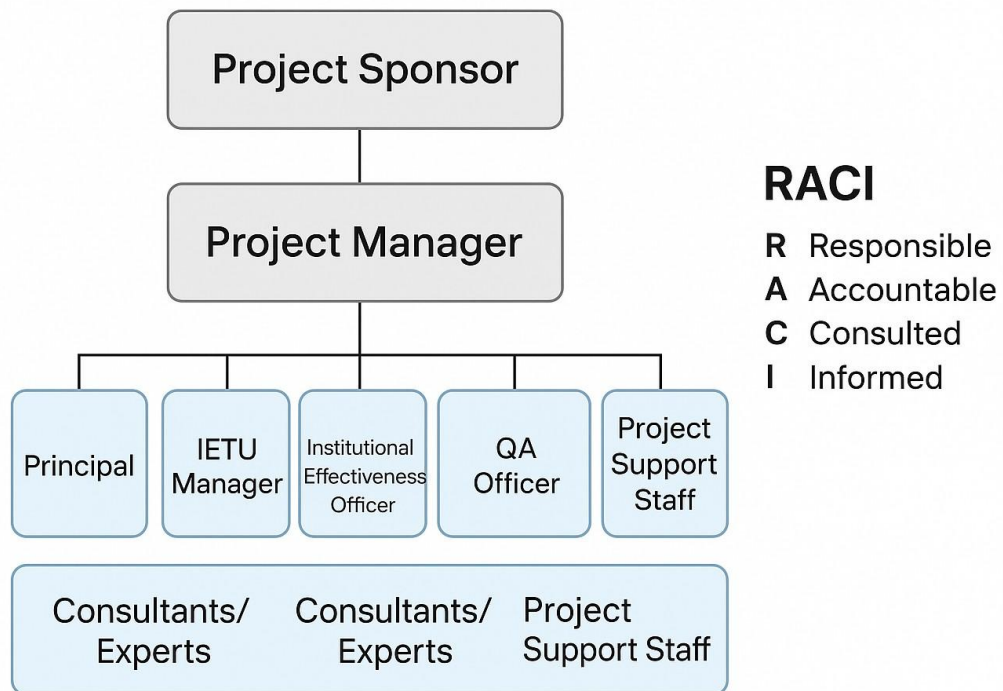 Project Sponsor
Project Manager
RACI
R Responsible
A Accountable
C Consulted
I Informed
Principal
IETU
Manager
Institutional
Effectiveness
Officer
QA
Officer
Project
Support
Staff
Consultants/
Experts
Consultants/
Experts
Project
Support Staff